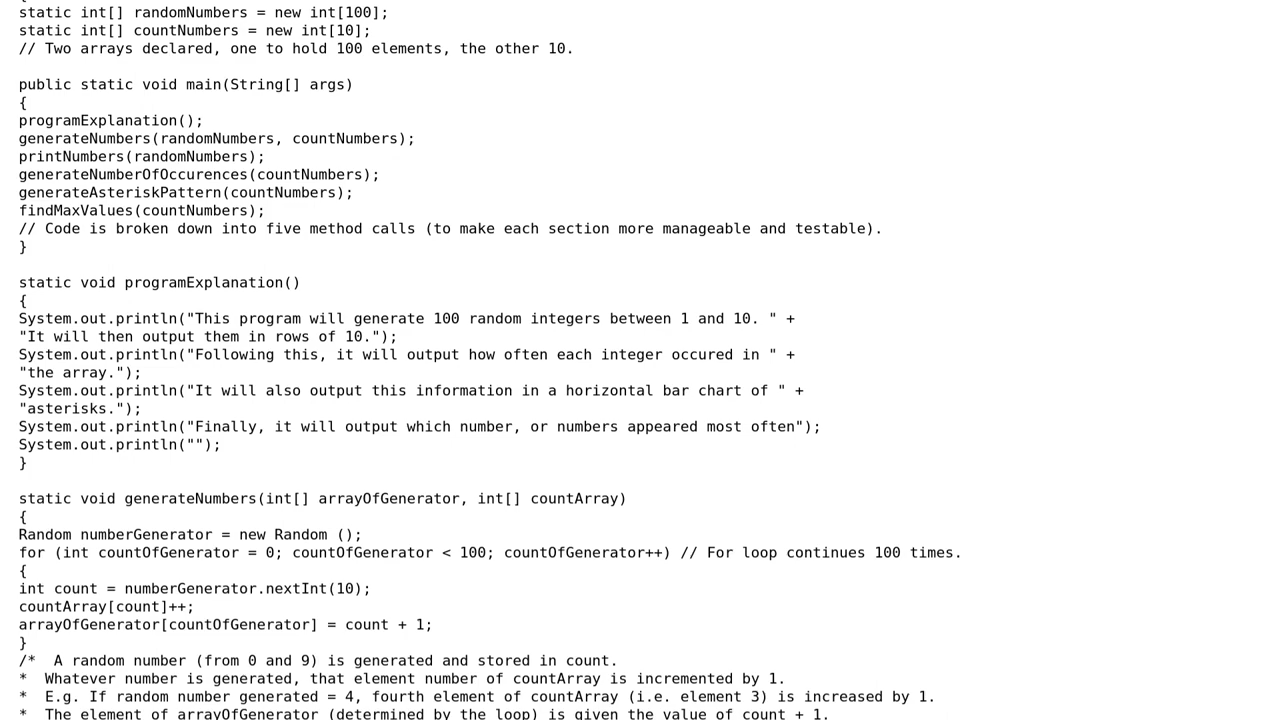 static int[] randomNumbers = new int[100];
static int[] countNumbers = new int[10];
// Two arrays declared, one to hold 100 elements, the other 10.
public static void main(String[] args)
{
programExplanation();
generateNumbers(randomNumbers, countNumbers);
printNumbers(randomNumbers);
generateNumberOfOccurences(countNumbers);
generateAsteriskPattern(countNumbers);
findMaxValues(countNumbers);
// Code is broken down into five method calls (to make each section more manageable and testable).
}
static void programExplanation()
{
System.out.println("This program will generate 100 random integers between 1 and 10. " +
"It will then output them in rows of 10.");
System.out.println("Following this, it will output how often each integer occured in " +
"the array.");
System.out.println("It will also output this information in a horizontal bar chart of " +
"asterisks.");
System.out.println("Finally, it will output which number, or numbers appeared most often");
System.out.println("");
}
static void generateNumbers(int[] arrayOfGenerator, int[] countArray)
{
Random numberGenerator = new Random ();
for (int countOfGenerator = 0; countOfGenerator < 100; countOfGenerator++) // For loop continues 100 times.
{
int count = numberGenerator.nextInt(10);
countArray[count]++;
arrayOfGenerator[countOfGenerator] = count + 1;
}
/*  A random number (from 0 and 9) is generated and stored in count.
*  Whatever number is generated, that element number of countArray is incremented by 1.
*  E.g. If random number generated = 4, fourth element of countArray (i.e. element 3) is increased by 1.
*  The element of arrayOfGenerator (determined by the loop) is given the value of count + 1.